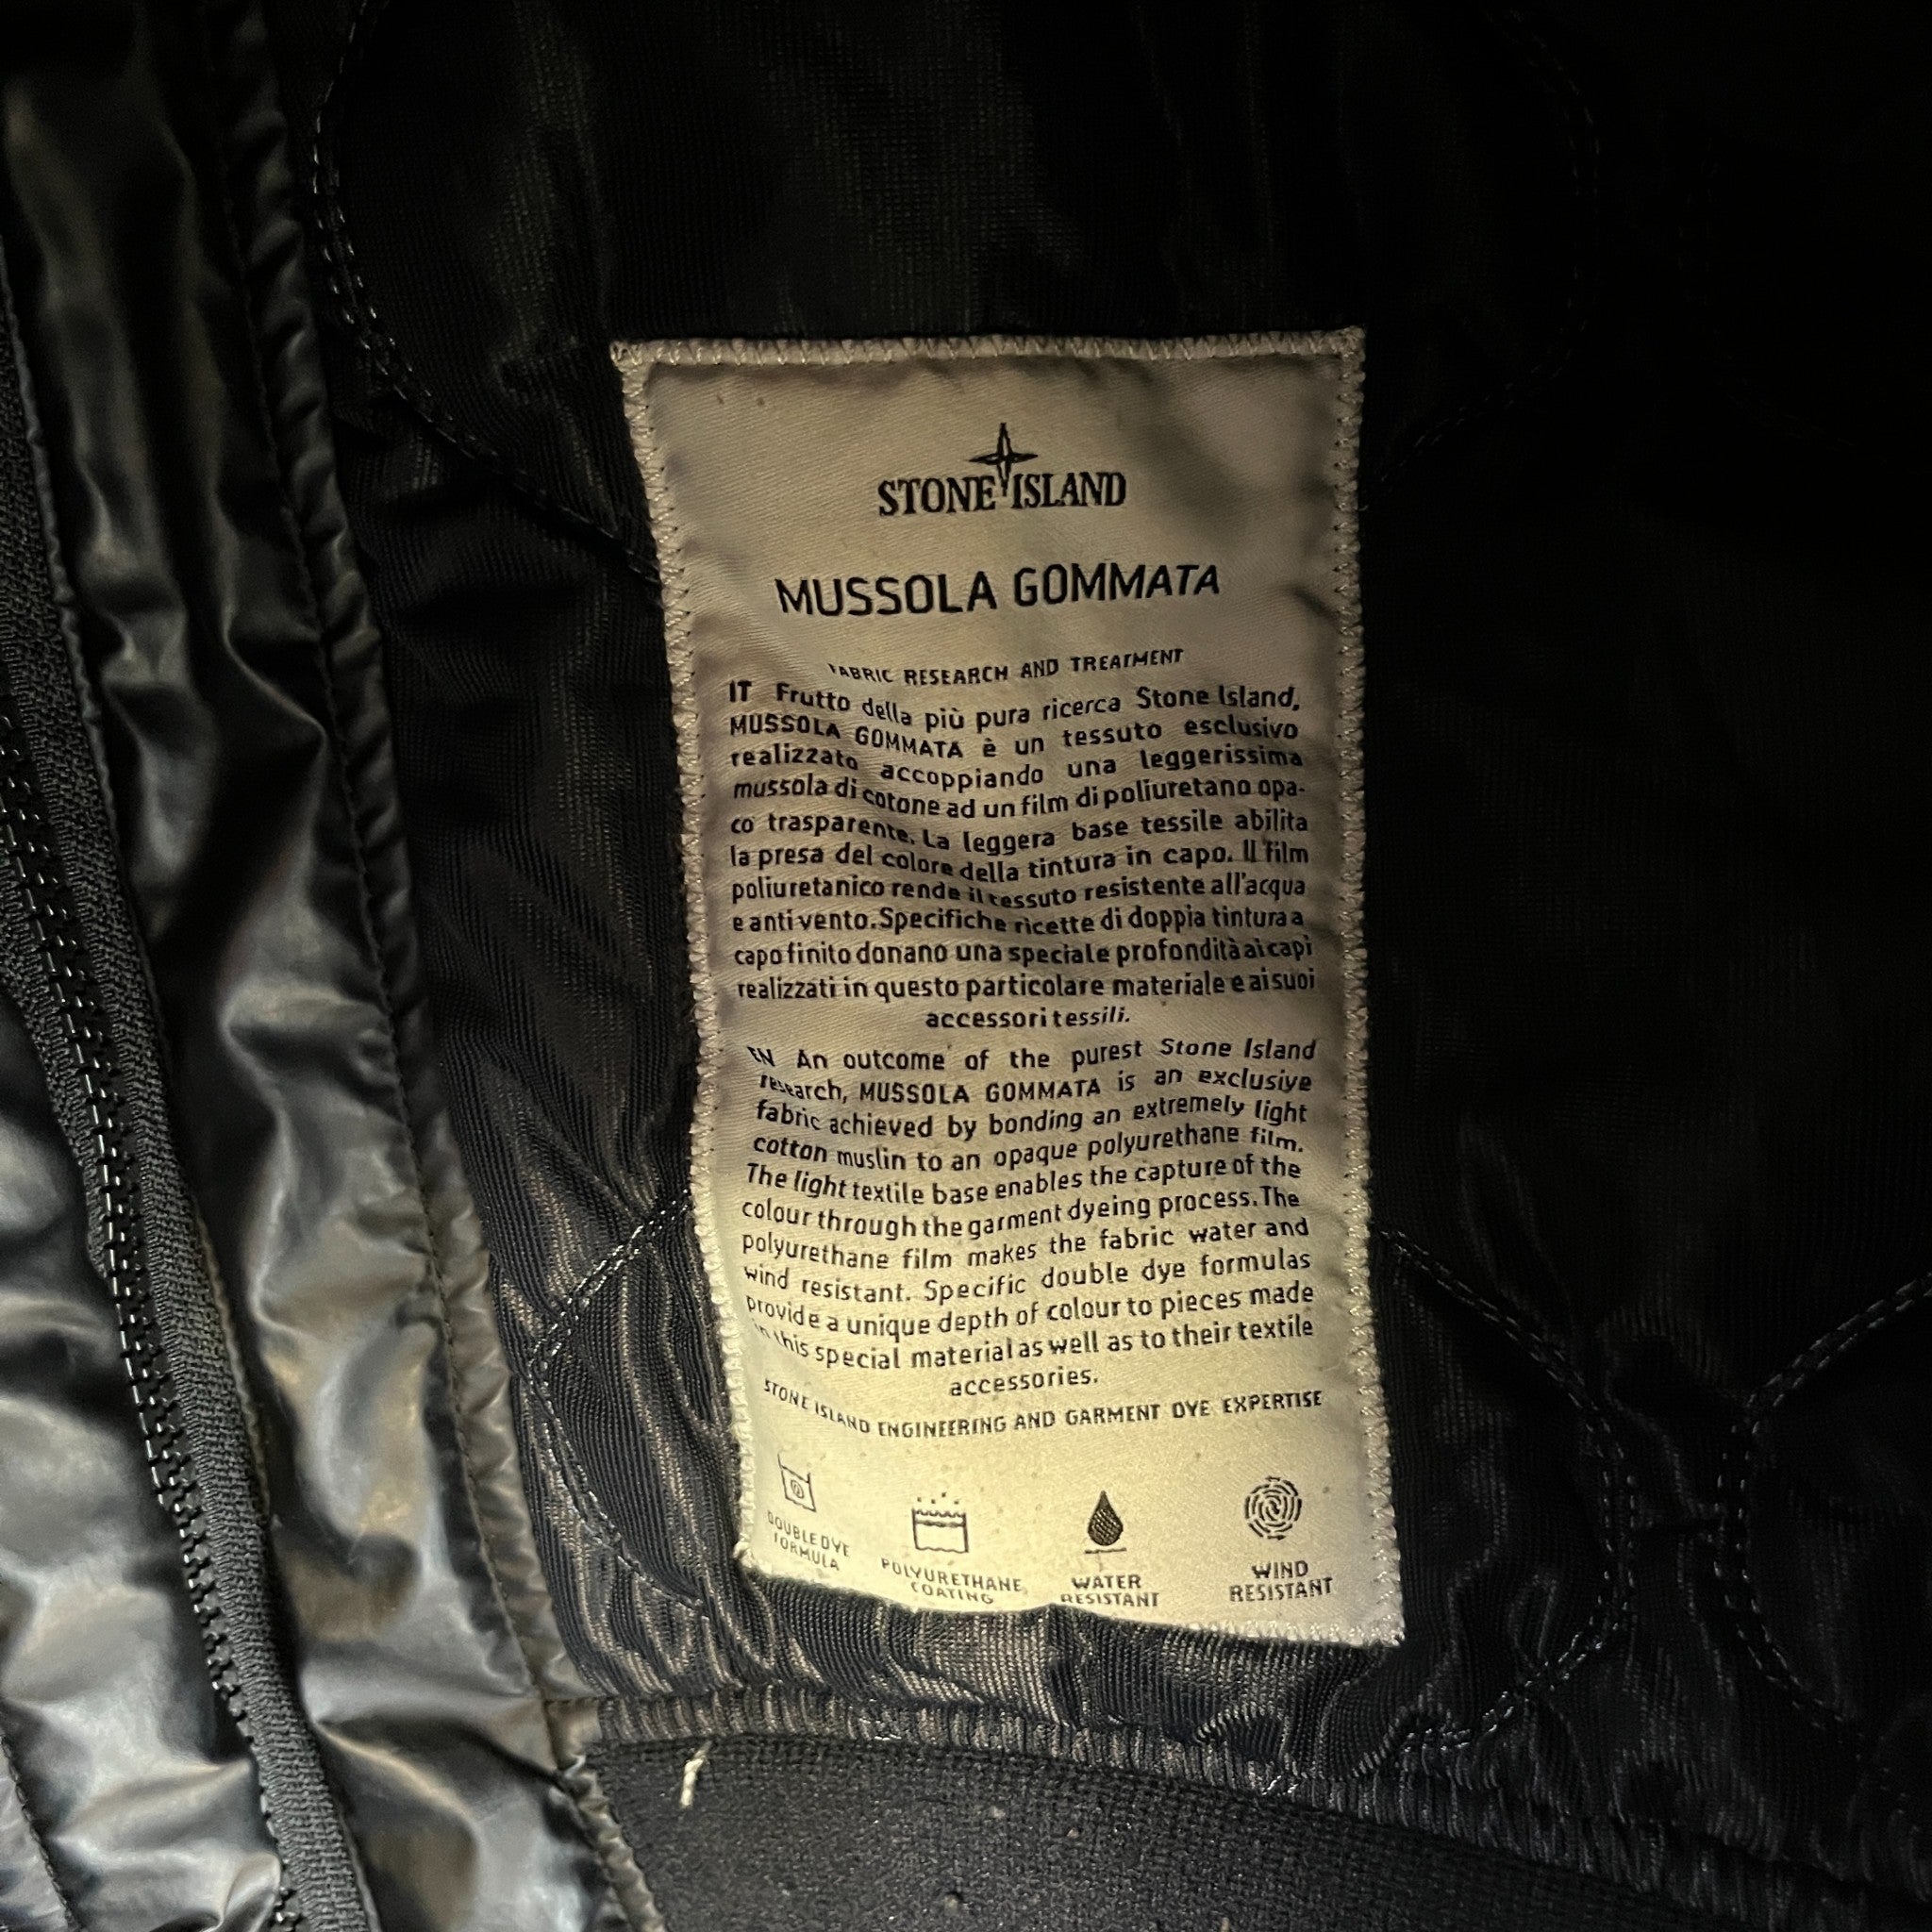 STONE ISLAND
MUSSOLA GOMMATA
FABRIC RESEARCH AND TREATMENT
IT Frutto della più pura ricerca Stone Island,
MUSSOLA GOMMATA è un tessuto esclusivo
realizzato accoppiando una leggerissima
mussola di cotone ad un film di poliuretano opa-
co trasparente. La leggera base tessile abilita
la presa del colore della tintura in capo. Il film
poliuretanico rende il tessuto resistente all'acqua
e anti vento. Specifiche ricette di doppia tintura a
capo finito donano una speciale profondità ai capi
realizzati in questo particolare materiale e ai suoi
accessori tessili.
EN An outcome of the purest Stone Island
research, MUSSOLA GOMMATA is an exclusive
fabric achieved by bonding an extremely light
cotton muslin to an opaque polyurethane film.
The light textile base enables the capture of the
colour through the garment dyeing process. The
polyurethane film makes the fabric water and
wind resistant. Specific double dye formulas
provide a unique depth of colour to pieces made
in this special material as well as to their textile
accessories.
STONE ISLAND ENGINEERING AND GARMENT DYE EXPERTISE
DOUBLE DYE
FORMULA
POLYURETHANE
COATING
WATER
RESISTANT
WIND
RESISTANT